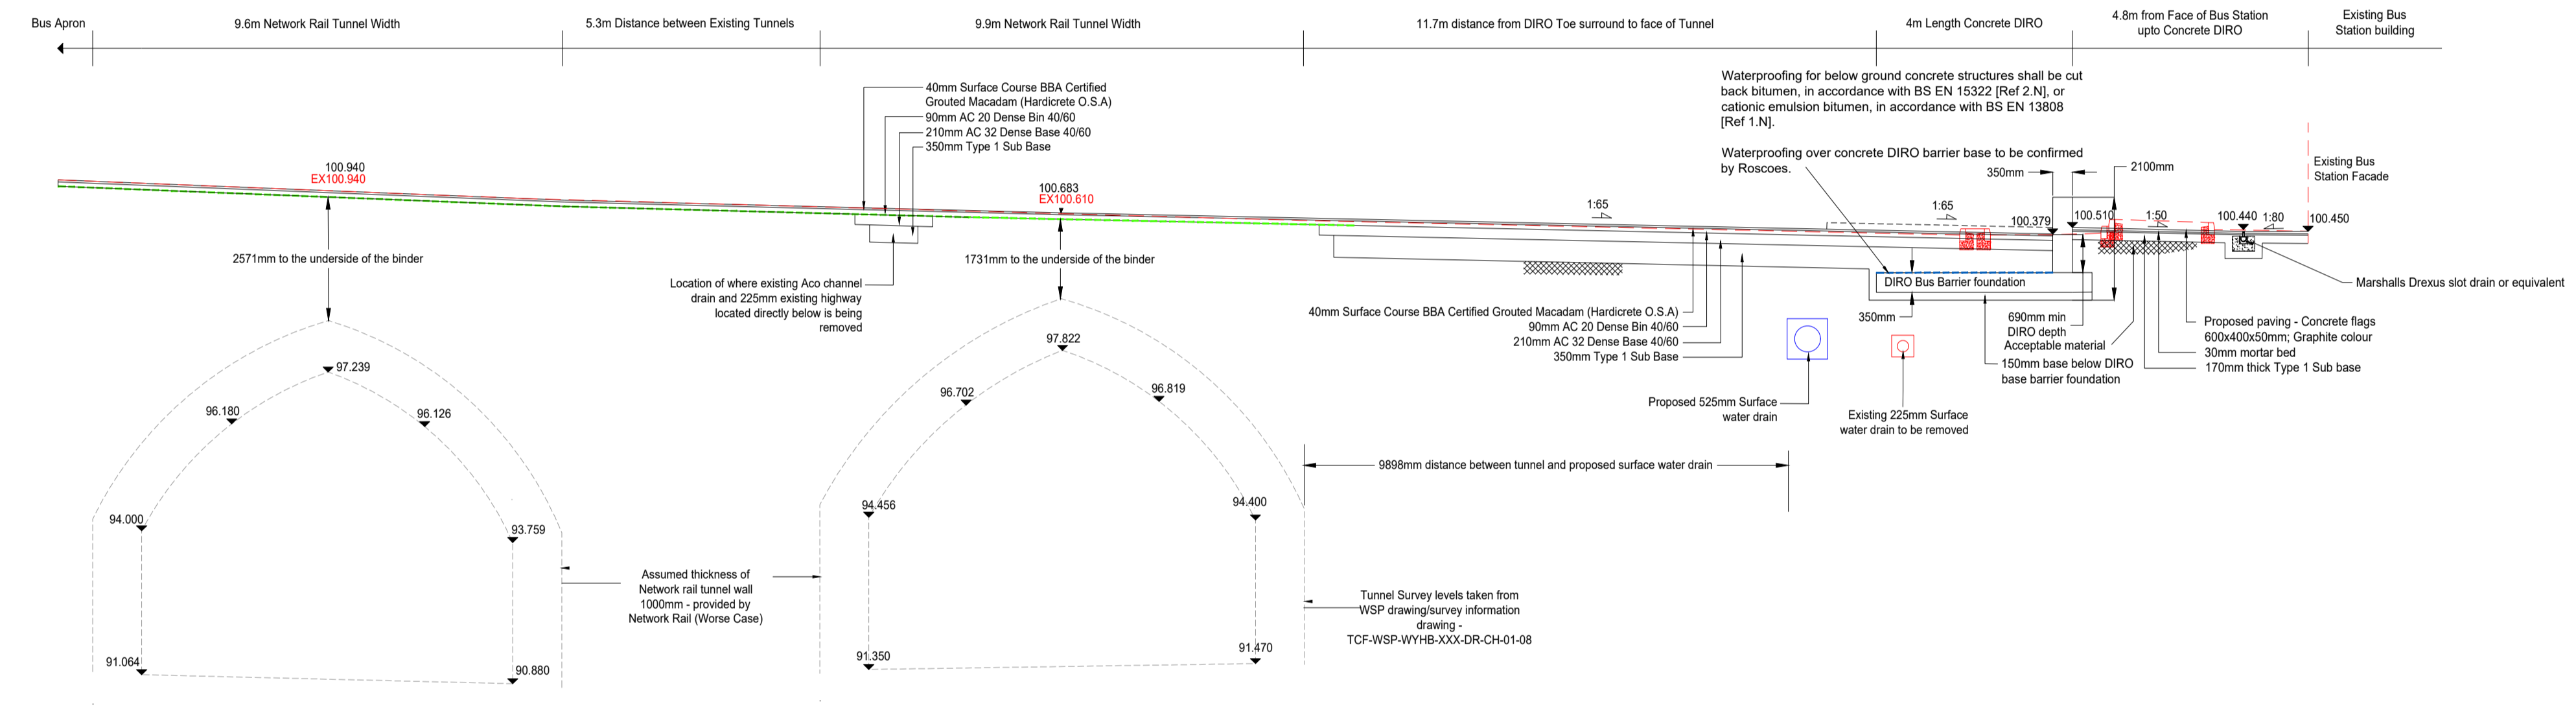 Bus Apron
9.6m Network Rail Tunnel Width
5.3m Distance between Existing Tunnels
9.9m Network Rail Tunnel Width
11.7m distance from DIRO Toe surround to face of Tunnel
4m Length Concrete DIRO
4.8m from Face of Bus Station
upto Concrete DIRO
Existing Bus
Station building
40mm Surface Course BBA Certified
Grouted Macadam (Hardicrete O.S.A)
90mm AC 20 Dense Bin 40/60
210mm AC 32 Dense Base 40/60
350mm Type 1 Sub Base
Waterproofing for below ground concrete structures shall be cut
back bitumen, in accordance with BS EN 15322 [Ref 2.N], or
cationic emulsion bitumen, in accordance with BS EN 13808
[Ref 1.N].
Waterproofing over concrete DIRO barrier base to be confirmed
by Roscoes.
350mm
2100mm
Existing Bus
Station Facade
100.940
EX100.940
100.683
EX100.610
1:65
1:65
100.379
100.510
1:50
100.440
1:80
100.450
2571mm to the underside of the binder
1731mm to the underside of the binder
Location of where existing Aco channel
drain and 225mm existing highway
located directly below is being
removed
DIRO Bus Barrier foundation
Marshalls Drexus slot drain or equivalent
40mm Surface Course BBA Certified Grouted Macadam (Hardicrete O.S.A)
90mm AC 20 Dense Bin 40/60
210mm AC 32 Dense Base 40/60
350mm Type 1 Sub Base
350mm
690mm min
DIRO depth
Acceptable material
150mm base below DIRO
base barrier foundation
Proposed paving - Concrete flags
600x400x50mm; Graphite colour
30mm mortar bed
170mm thick Type 1 Sub base
Proposed 525mm Surface
water drain
Existing 225mm Surface
water drain to be removed
97.239
96.180
96.126
94.000
93.759
91.064
90.880
97.822
96.702
96.819
94.456
94.400
91.350
91.470
9898mm distance between tunnel and proposed surface water drain
Assumed thickness of
Network rail tunnel wall
1000mm - provided by
Network Rail (Worse Case)
Tunnel Survey levels taken from
WSP drawing/survey information
drawing -
TCF-WSP-WYHB-XXX-DR-CH-01-08